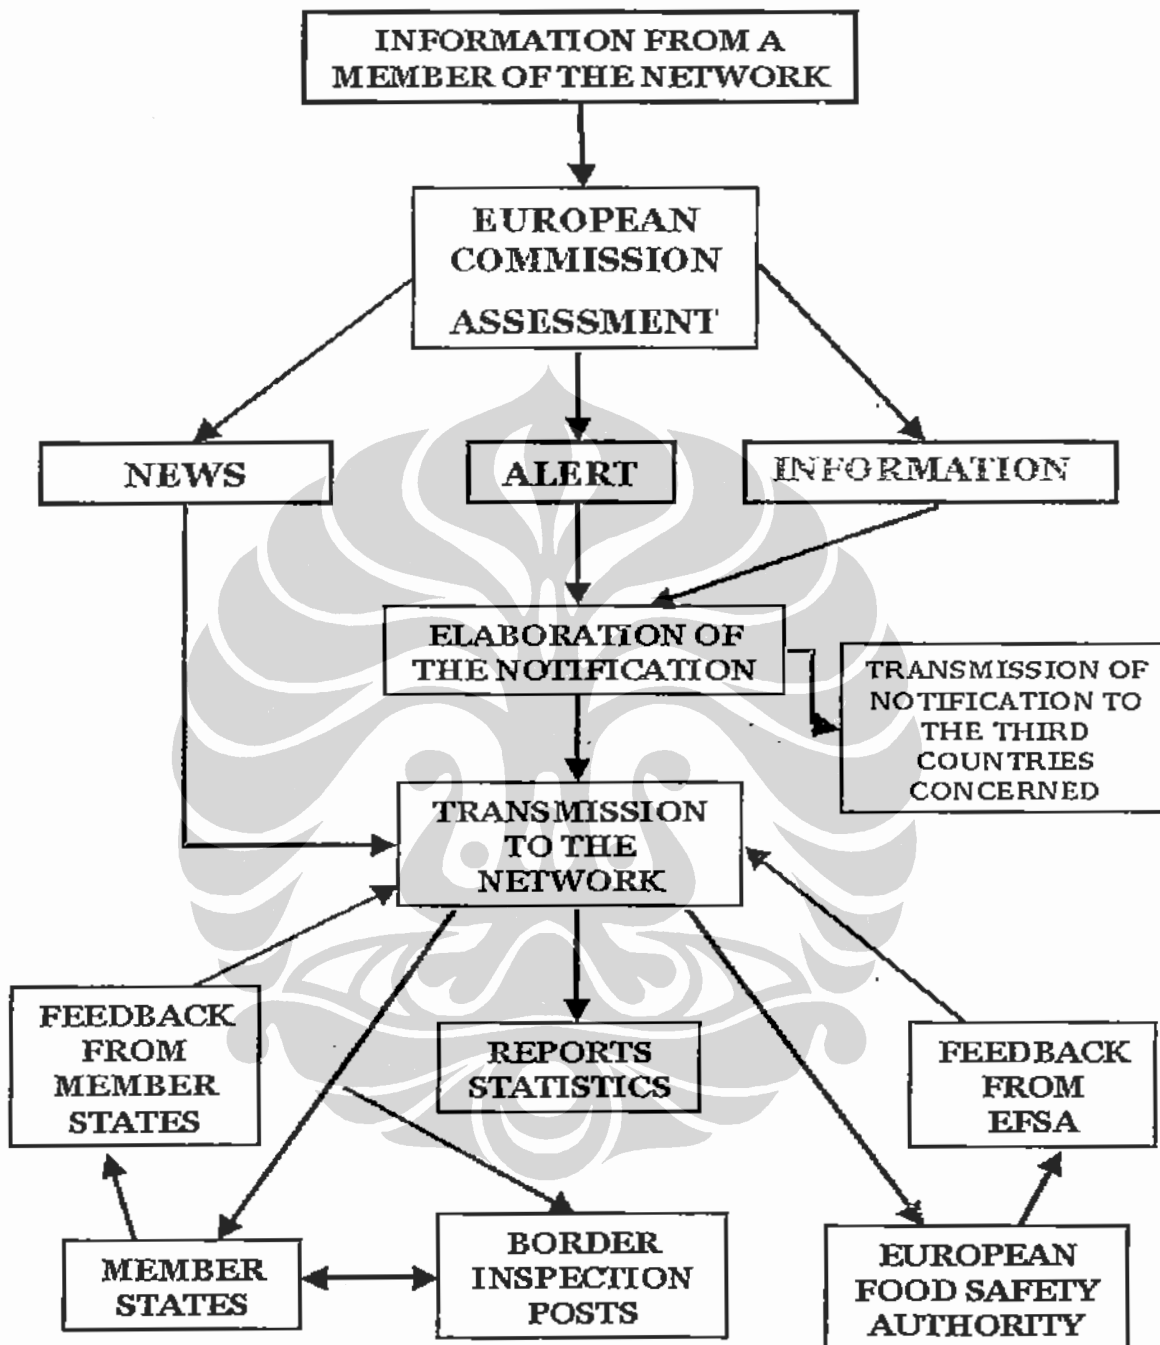 INFORMATION FROM A
MEMBER OF THE NETWORK
EUROPEAN
COMMISSION
ASSESSMENT
NEWS
ALERT
INFORMATION
ELABORATION OF
THE NOTIFICATION
TRANSMISSION OF
NOTIFICATION TO
THE THIRD
COUNTRIES
CONCERNED
TRANSMISSION
TO THE
NETWORK
FEEDBACK
FROM
MEMBER
STATES
REPORTS
STATISTICS
FEEDBACK
FROM
EFSA
MEMBER
STATES
BORDER
INSPECTION
POSTS
EUROPEAN
FOOD SAFETY
AUTHORITY